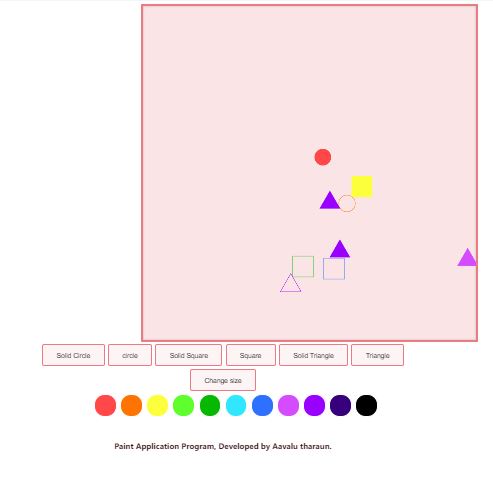 Solid Circle circle Solid Square Square Solid Triangle Triangle
Change size
Paint Application Program, Developed by Aavalu tharaun.